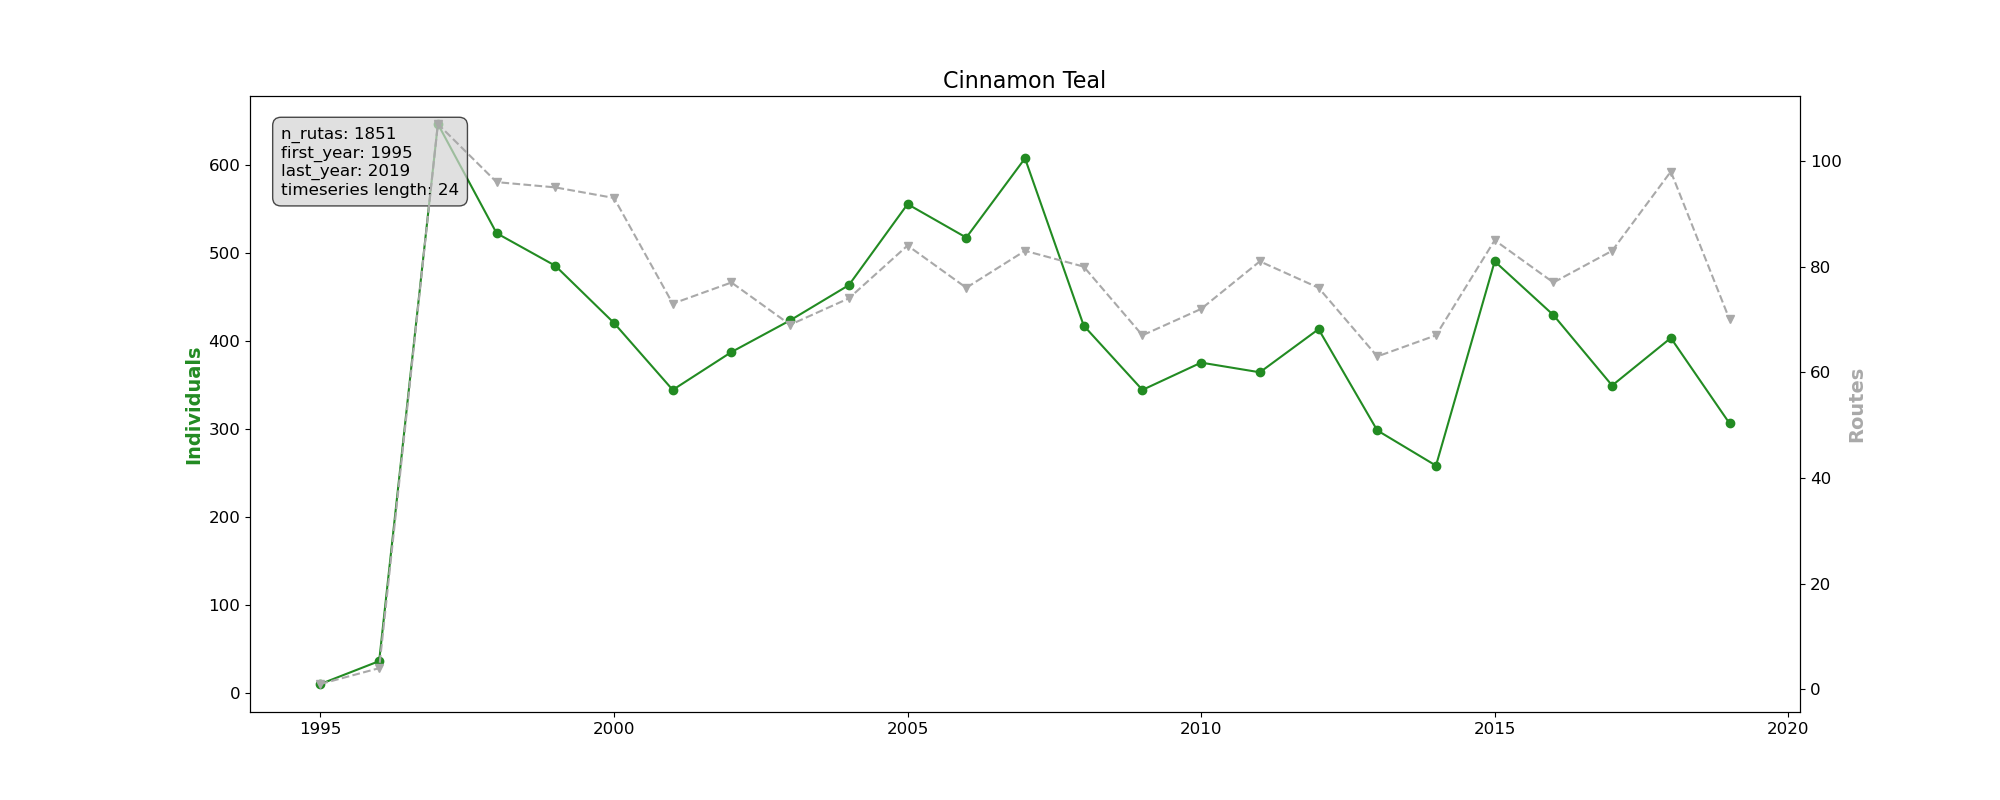 Cinnamon Teal
n_rutas: 1851
first_year: 1995
last_year: 2019
timeseries length: 24
600
500
400
300
200
100
0
Individuals
100
80
60
40
20
0
Routes
1995 2000 2005 2010 2015 2020